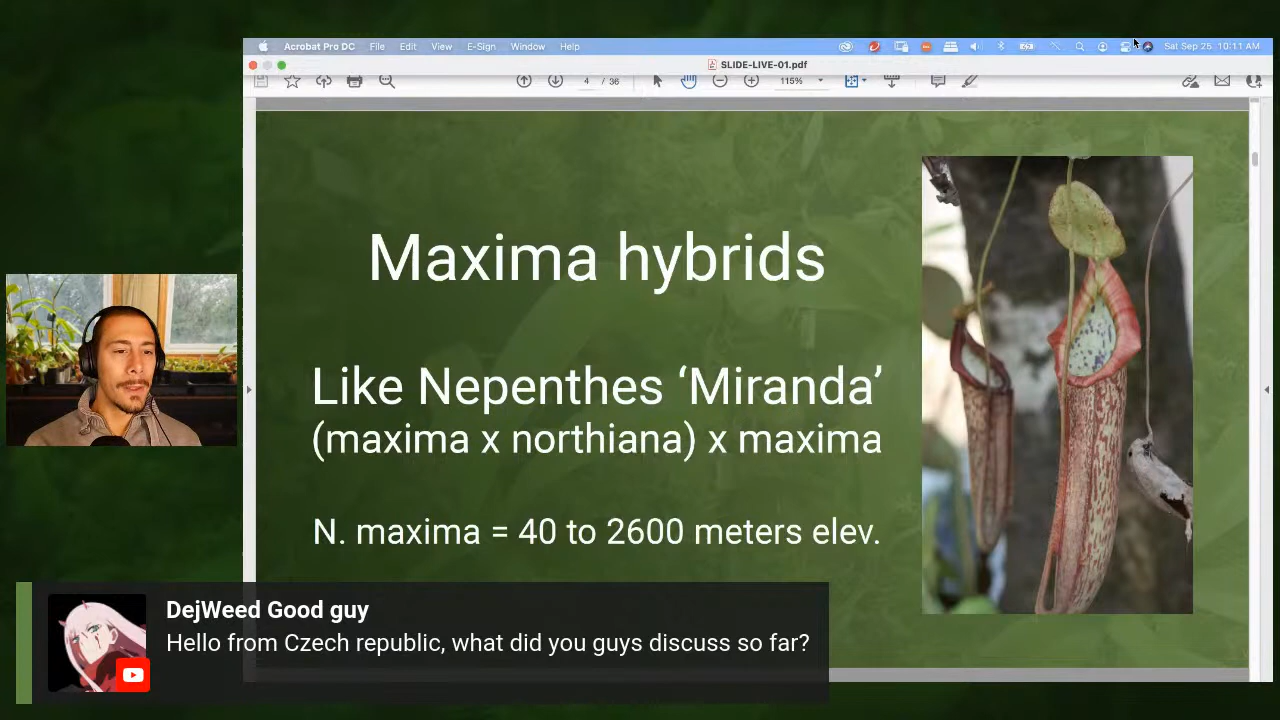 Acrobat Pro DC File Edit View E-Sign Window Help Sat Sep 25 10:11 AM
SLIDE-LIVE-01.pdf
4 / 36 115%
Maxima hybrids
Like Nepenthes ‘Miranda’
(maxima x northiana) x maxima
N. maxima = 40 to 2600 meters elev.
DejWeed Good guy
Hello from Czech republic, what did you guys discuss so far?